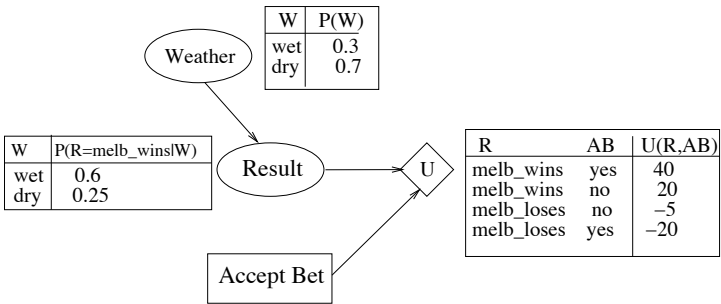 W P(W)
wet 0.3
dry 0.7
Weather
W P(R=melb_wins|W)
wet 0.6
dry 0.25
Result
U
R AB U(R,AB)
melb_wins yes 40
melb_wins no 20
melb_loses no −5
melb_loses yes −20
Accept Bet